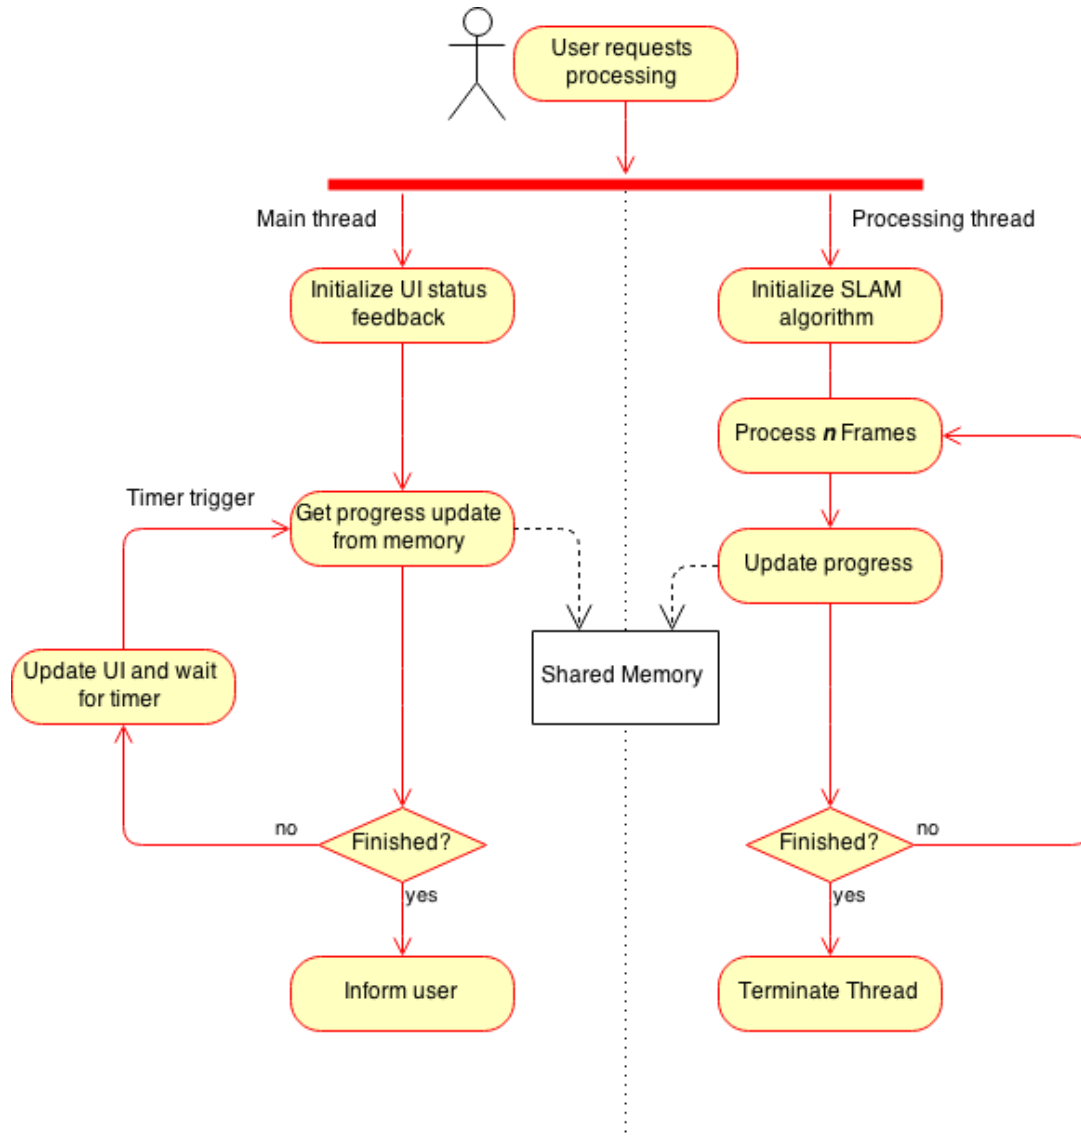 User requests
processing
Main thread
Processing thread
Initialize UI status
feedback
Initialize SLAM
algorithm
Process n Frames
Timer trigger
Get progress update
from memory
Update progress
Update UI and wait
for timer
Shared Memory
no
Finished?
Finished?
no
yes
yes
Inform user
Terminate Thread